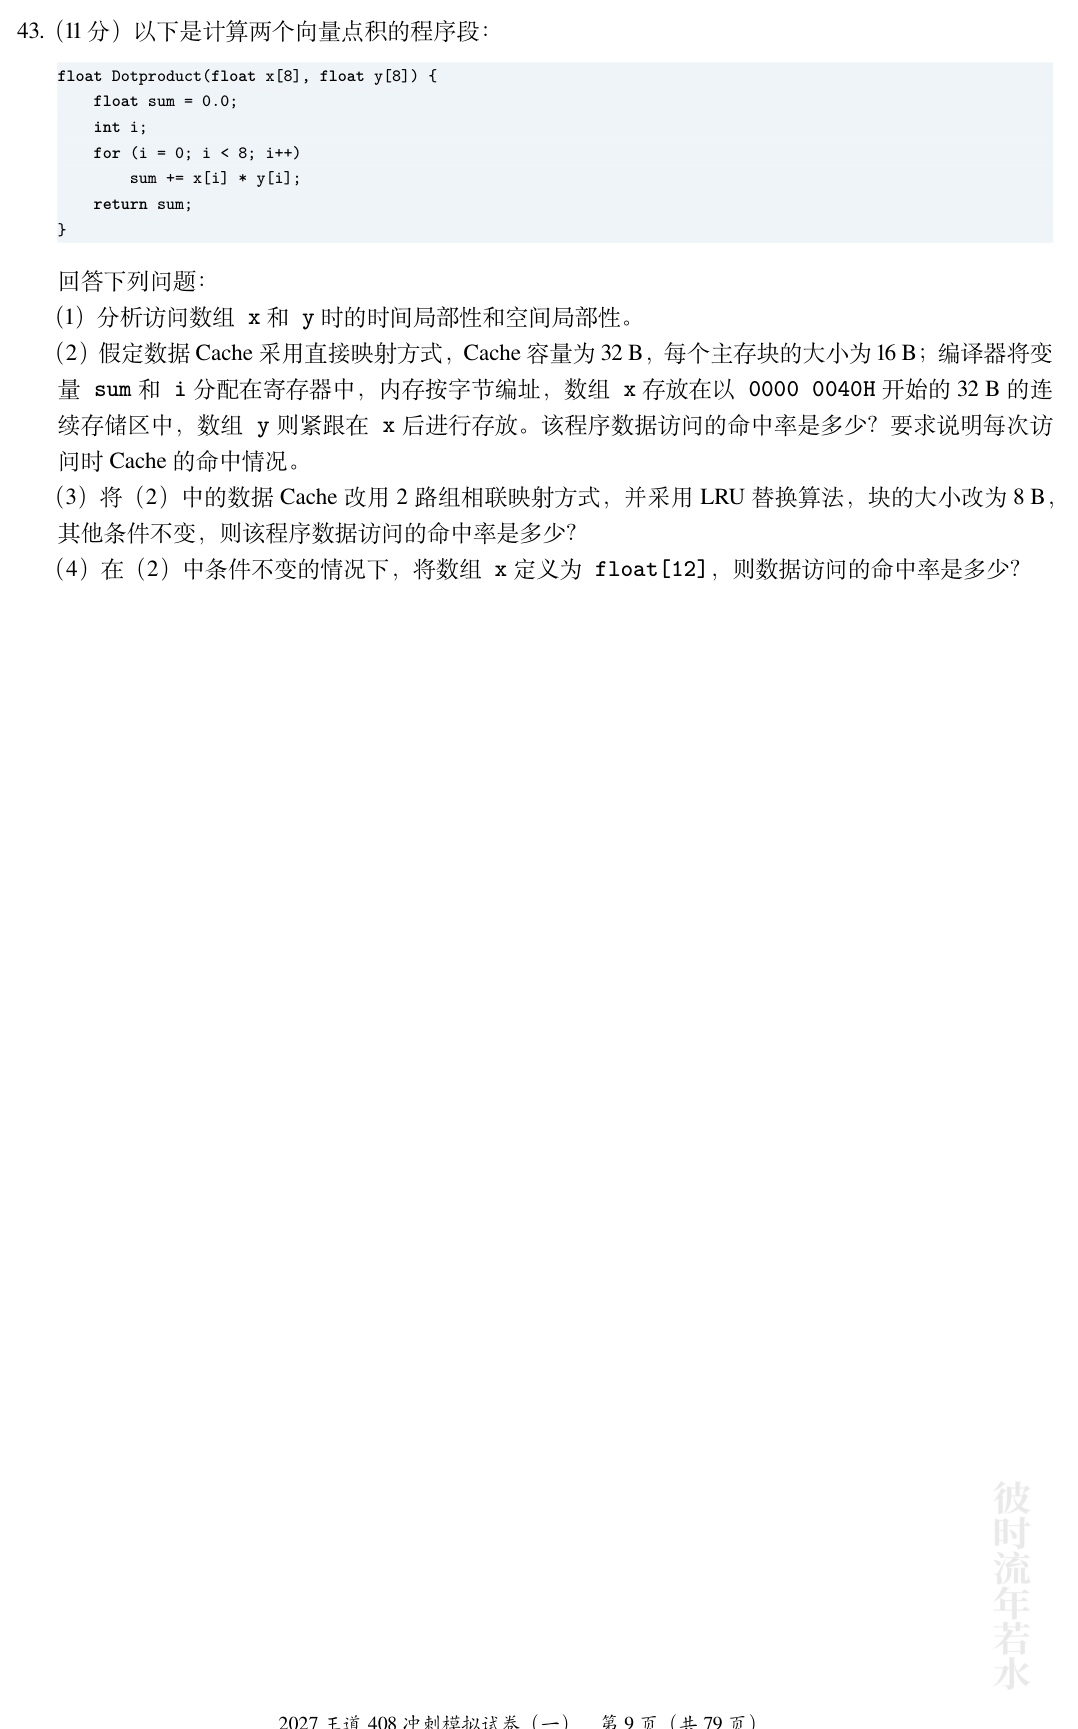 43.（11 分）以下是计算两个向量点积的程序段：
float Dotproduct(float x[8], float y[8]) {
    float sum = 0.0;
    int i;
    for (i = 0; i < 8; i++)
        sum += x[i] * y[i];
    return sum;
}
回答下列问题：
（1）分析访问数组 x 和 y 时的时间局部性和空间局部性。
（2）假定数据 Cache 采用直接映射方式，Cache 容量为 32 B，每个主存块的大小为 16 B；编译器将变
量 sum 和 i 分配在寄存器中，内存按字节编址，数组 x 存放在以 0000 0040H 开始的 32 B 的连
续存储区中，数组 y 则紧跟在 x 后进行存放。该程序数据访问的命中率是多少？要求说明每次访
问时 Cache 的命中情况。
（3）将（2）中的数据 Cache 改用 2 路组相联映射方式，并采用 LRU 替换算法，块的大小改为 8 B，
其他条件不变，则该程序数据访问的命中率是多少？
（4）在（2）中条件不变的情况下，将数组 x 定义为 float[12]，则数据访问的命中率是多少？
彼时流年若水
2027 王道 408 冲刺模拟试卷（一） 第 9 页（共 79 页）